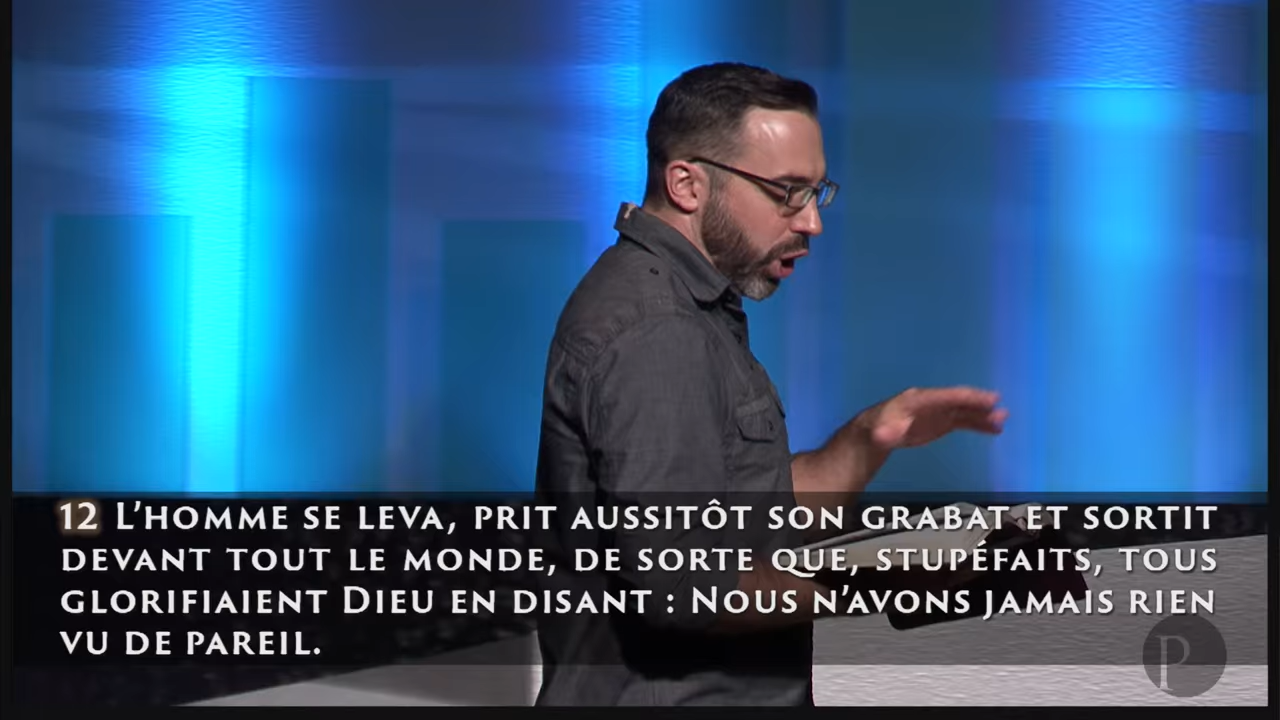 12 L'HOMME SE LEVA, PRIT AUSSITÔT SON GRABAT ET SORTIT
DEVANT TOUT LE MONDE, DE SORTE QUE, STUPÉFAITS, TOUS
GLORIFIAIENT DIEU EN DISANT : NOUS N'AVONS JAMAIS RIEN
VU DE PAREIL.
P